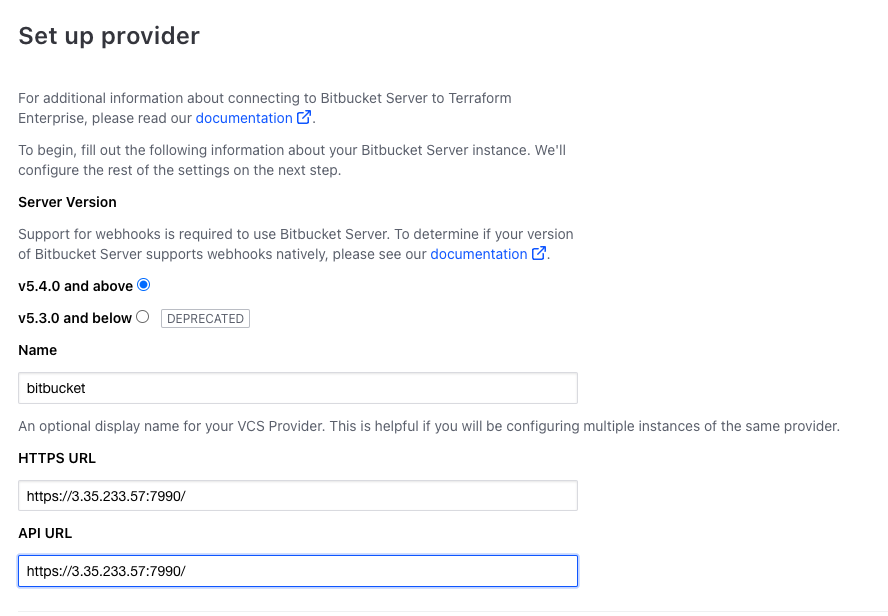 Set up provider
For additional information about connecting to Bitbucket Server to Terraform
Enterprise, please read our documentation.
To begin, fill out the following information about your Bitbucket Server instance. We'll
configure the rest of the settings on the next step.
Server Version
Support for webhooks is required to use Bitbucket Server. To determine if your version
of Bitbucket Server supports webhooks natively, please see our documentation.
v5.4.0 and above
v5.3.0 and below DEPRECATED
Name
bitbucket
An optional display name for your VCS Provider. This is helpful if you will be configuring multiple instances of the same provider.
HTTPS URL
https://3.35.233.57:7990/
API URL
https://3.35.233.57:7990/